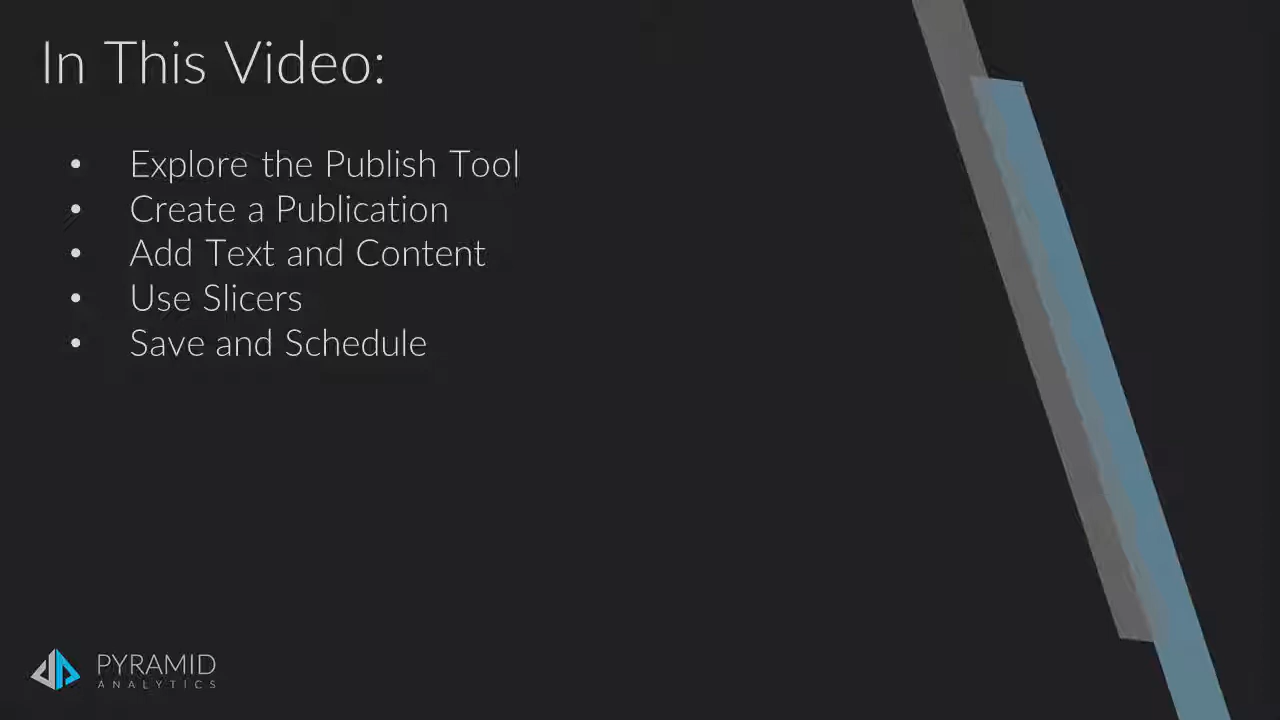 In This Video:
• Explore the Publish Tool
• Create a Publication
• Add Text and Content
• Use Slicers
• Save and Schedule
PYRAMID
ANALYTICS